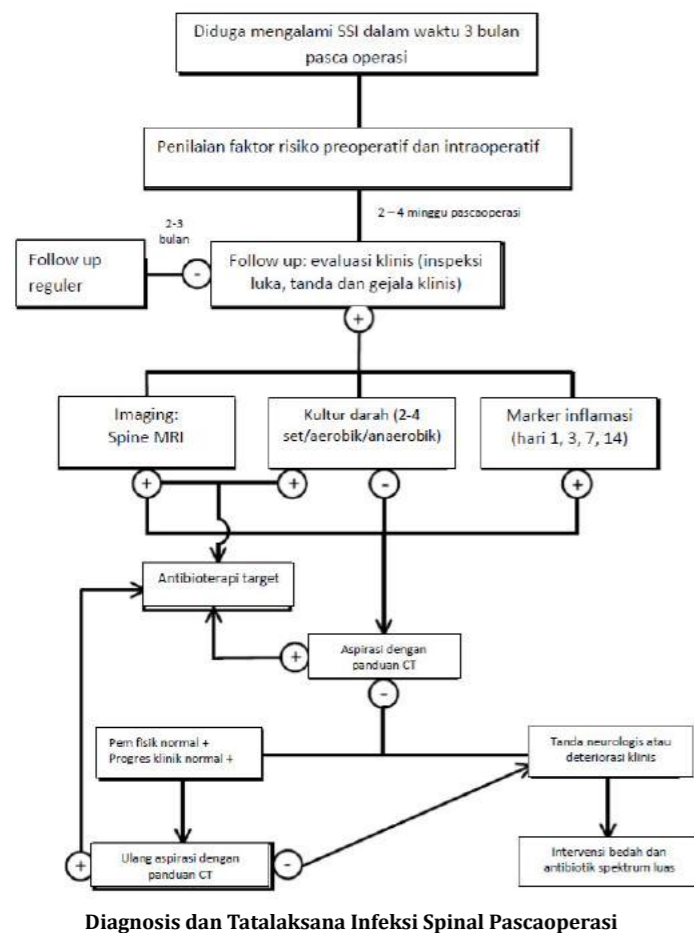 Diduga mengalami SSI dalam waktu 3 bulan
pasca operasi
Penilaian faktor risiko preoperatif dan intraoperatif
2 – 4 minggu pascaoperasi
2-3
bulan
Follow up
reguler
-
Follow up: evaluasi klinis (inspeksi
luka, tanda dan gejala klinis)
+
Imaging:
Spine MRI
Kultur darah (2-4
set/aerobik/anaerobik)
Marker inflamasi
(hari 1, 3, 7, 14)
+
+
-
+
Antibioterapi target
+
Aspirasi dengan
panduan CT
-
Pem fisik normal +
Progres klinik normal +
Tanda neurologis atau
deteriorasi klinis
+
Ulang aspirasi dengan
panduan CT
-
Intervensi bedah dan
antibiotik spektrum luas
Diagnosis dan Tatalaksana Infeksi Spinal Pascaoperasi